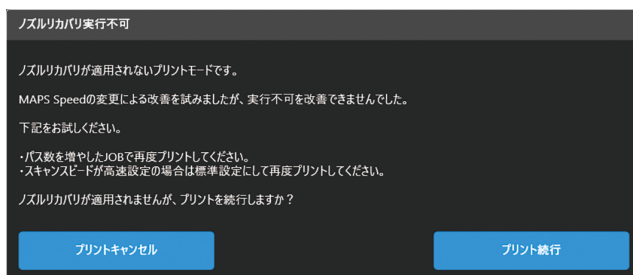 ノズルリカバリ実行不可
ノズルリカバリが適用されないプリントモードです。
MAPS Speedの変更による改善を試みましたが、実行不可を改善できませんでした。
下記をお試しください。
・パス数を増やしたJOBで再度プリントしてください。
・スキャンスピードが高速設定の場合は標準設定にして再度プリントしてください。
ノズルリカバリが適用されませんが、プリントを続行しますか？
プリントキャンセル
プリント続行